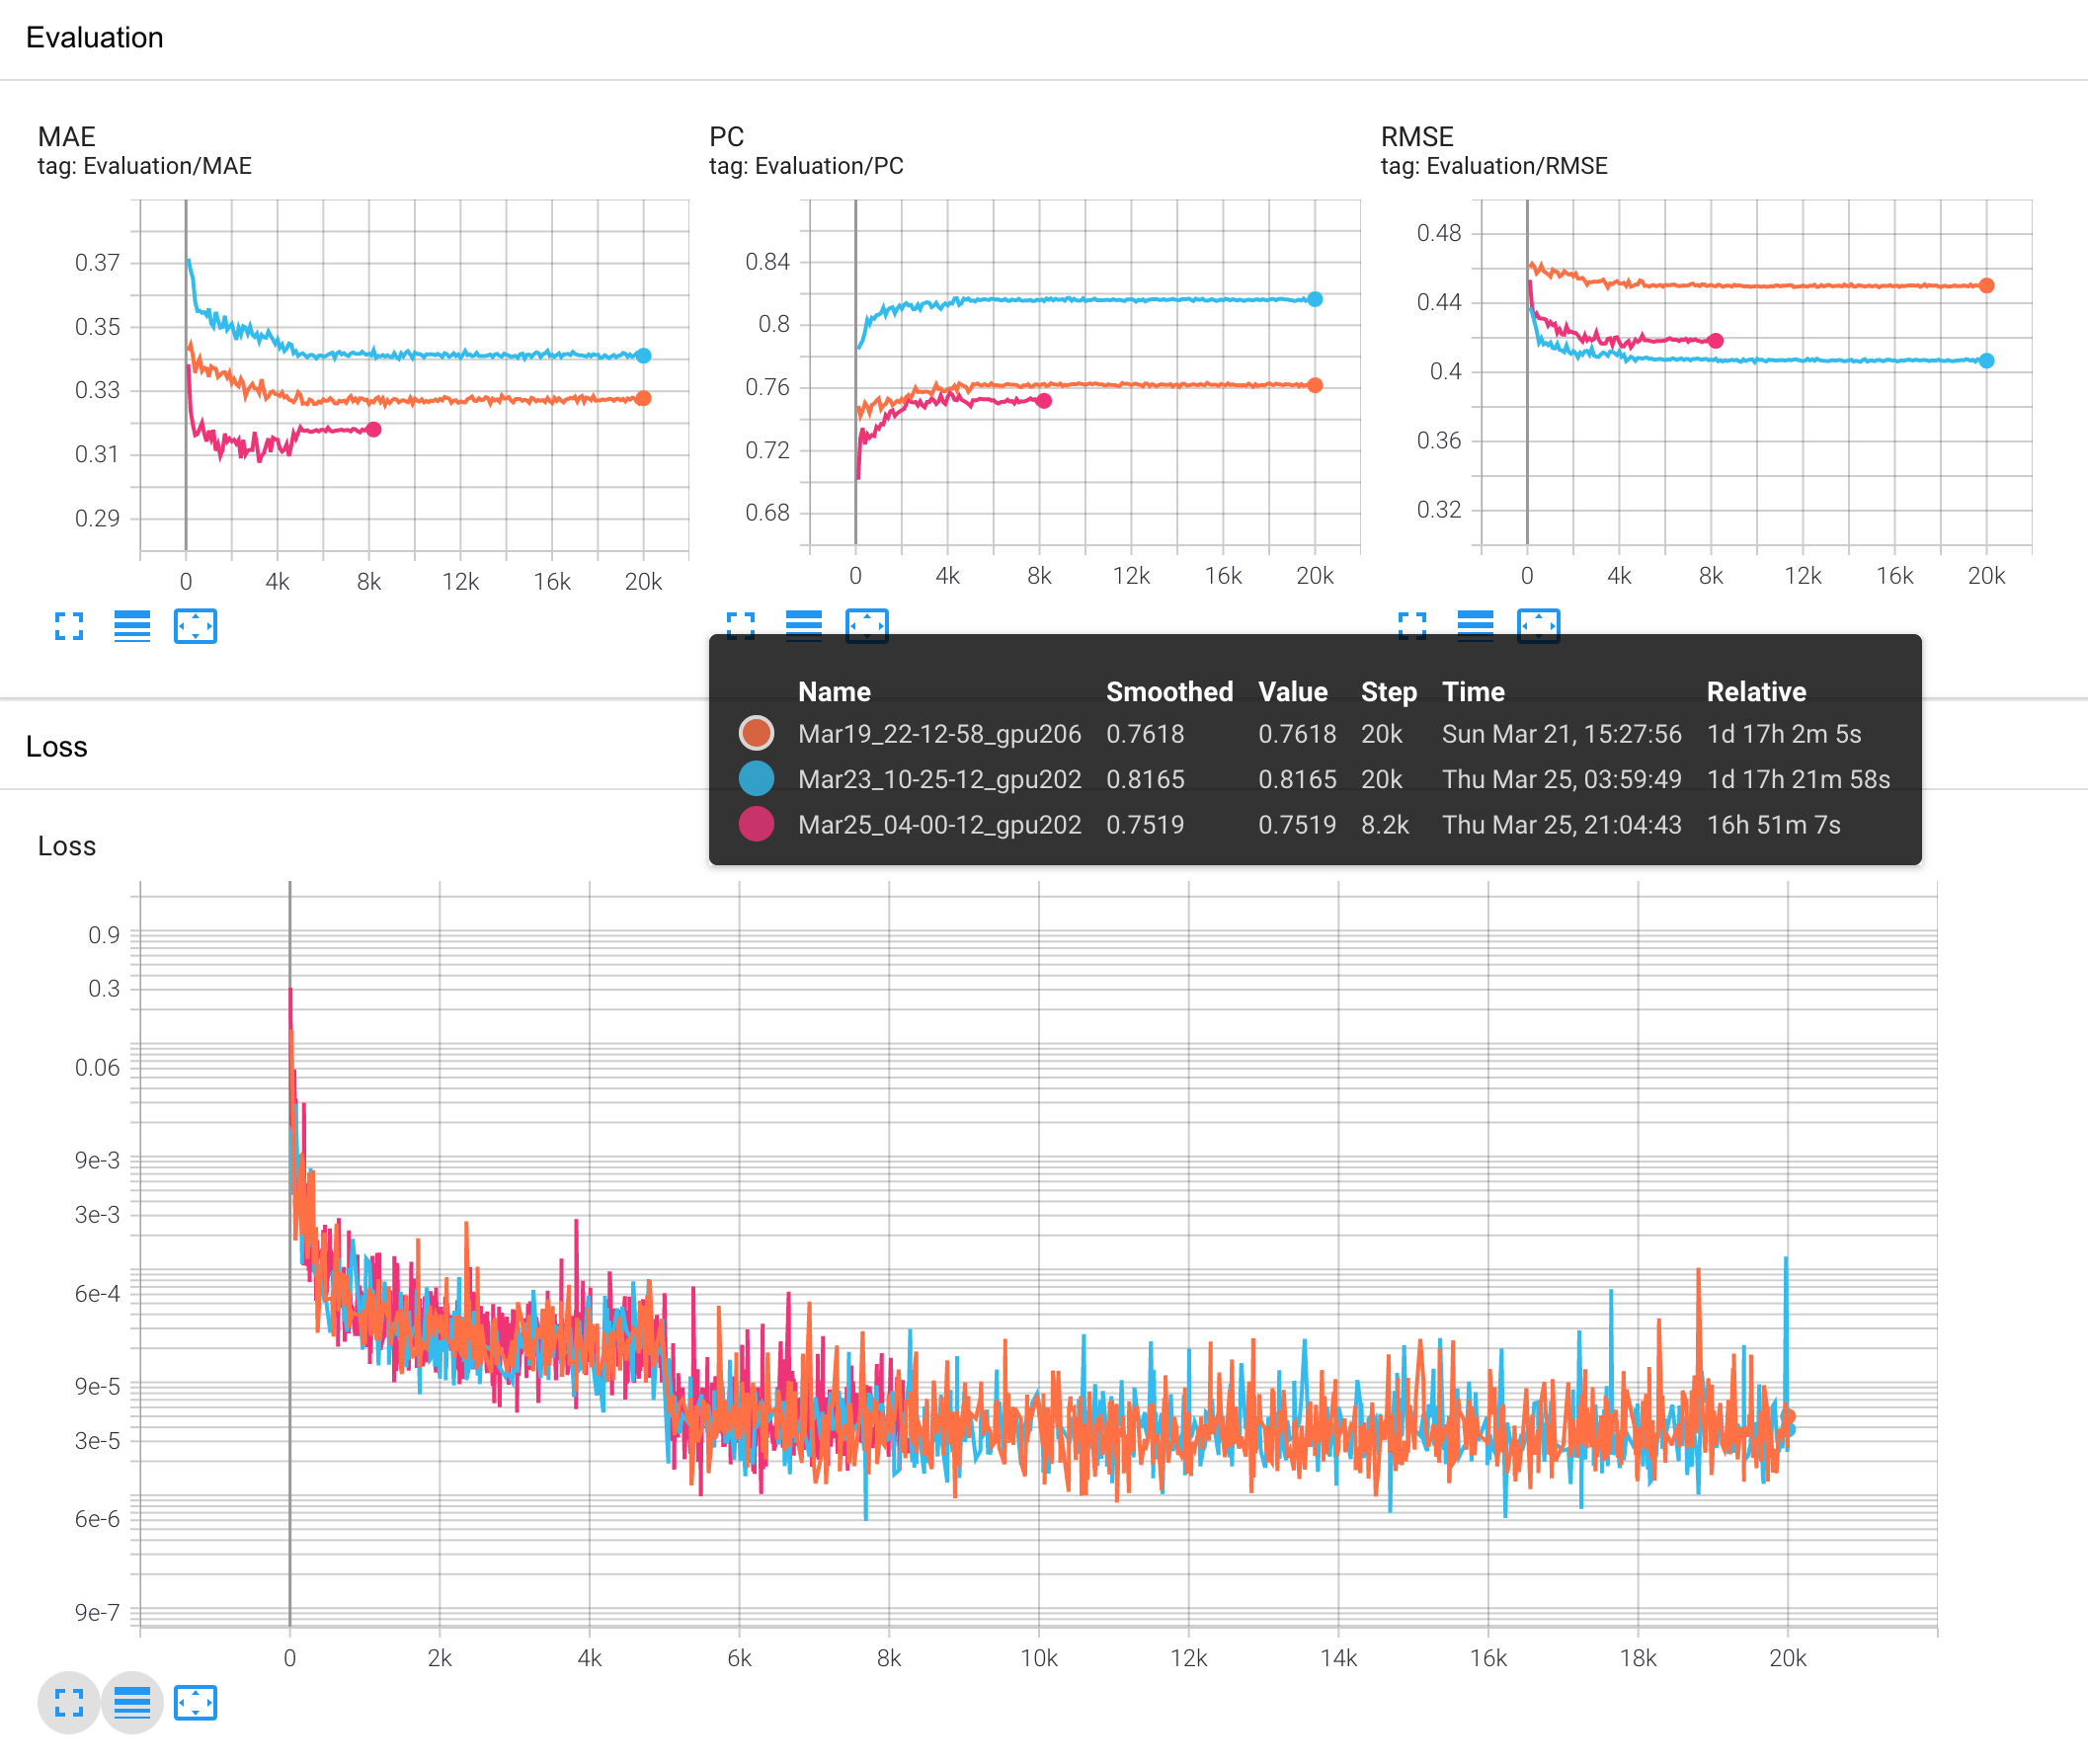 Evaluation
MAE
tag: Evaluation/MAE
0.37
0.35
0.33
0.31
0.29
0 4k 8k 12k 16k 20k
PC
tag: Evaluation/PC
0.84
0.8
0.76
0.72
0.68
0 4k 8k 12k 16k 20k
RMSE
tag: Evaluation/RMSE
0.48
0.44
0.4
0.36
0.32
0 4k 8k 12k 16k 20k
Name Smoothed Value Step Time Relative
Mar19_22-12-58_gpu206 0.7618 0.7618 20k Sun Mar 21, 15:27:56 1d 17h 2m 5s
Mar23_10-25-12_gpu202 0.8165 0.8165 20k Thu Mar 25, 03:59:49 1d 17h 21m 58s
Mar25_04-00-12_gpu202 0.7519 0.7519 8.2k Thu Mar 25, 21:04:43 16h 51m 7s
Loss
Loss
0.9
0.3
0.06
9e-3
3e-3
6e-4
9e-5
3e-5
6e-6
9e-7
0 2k 4k 6k 8k 10k 12k 14k 16k 18k 20k